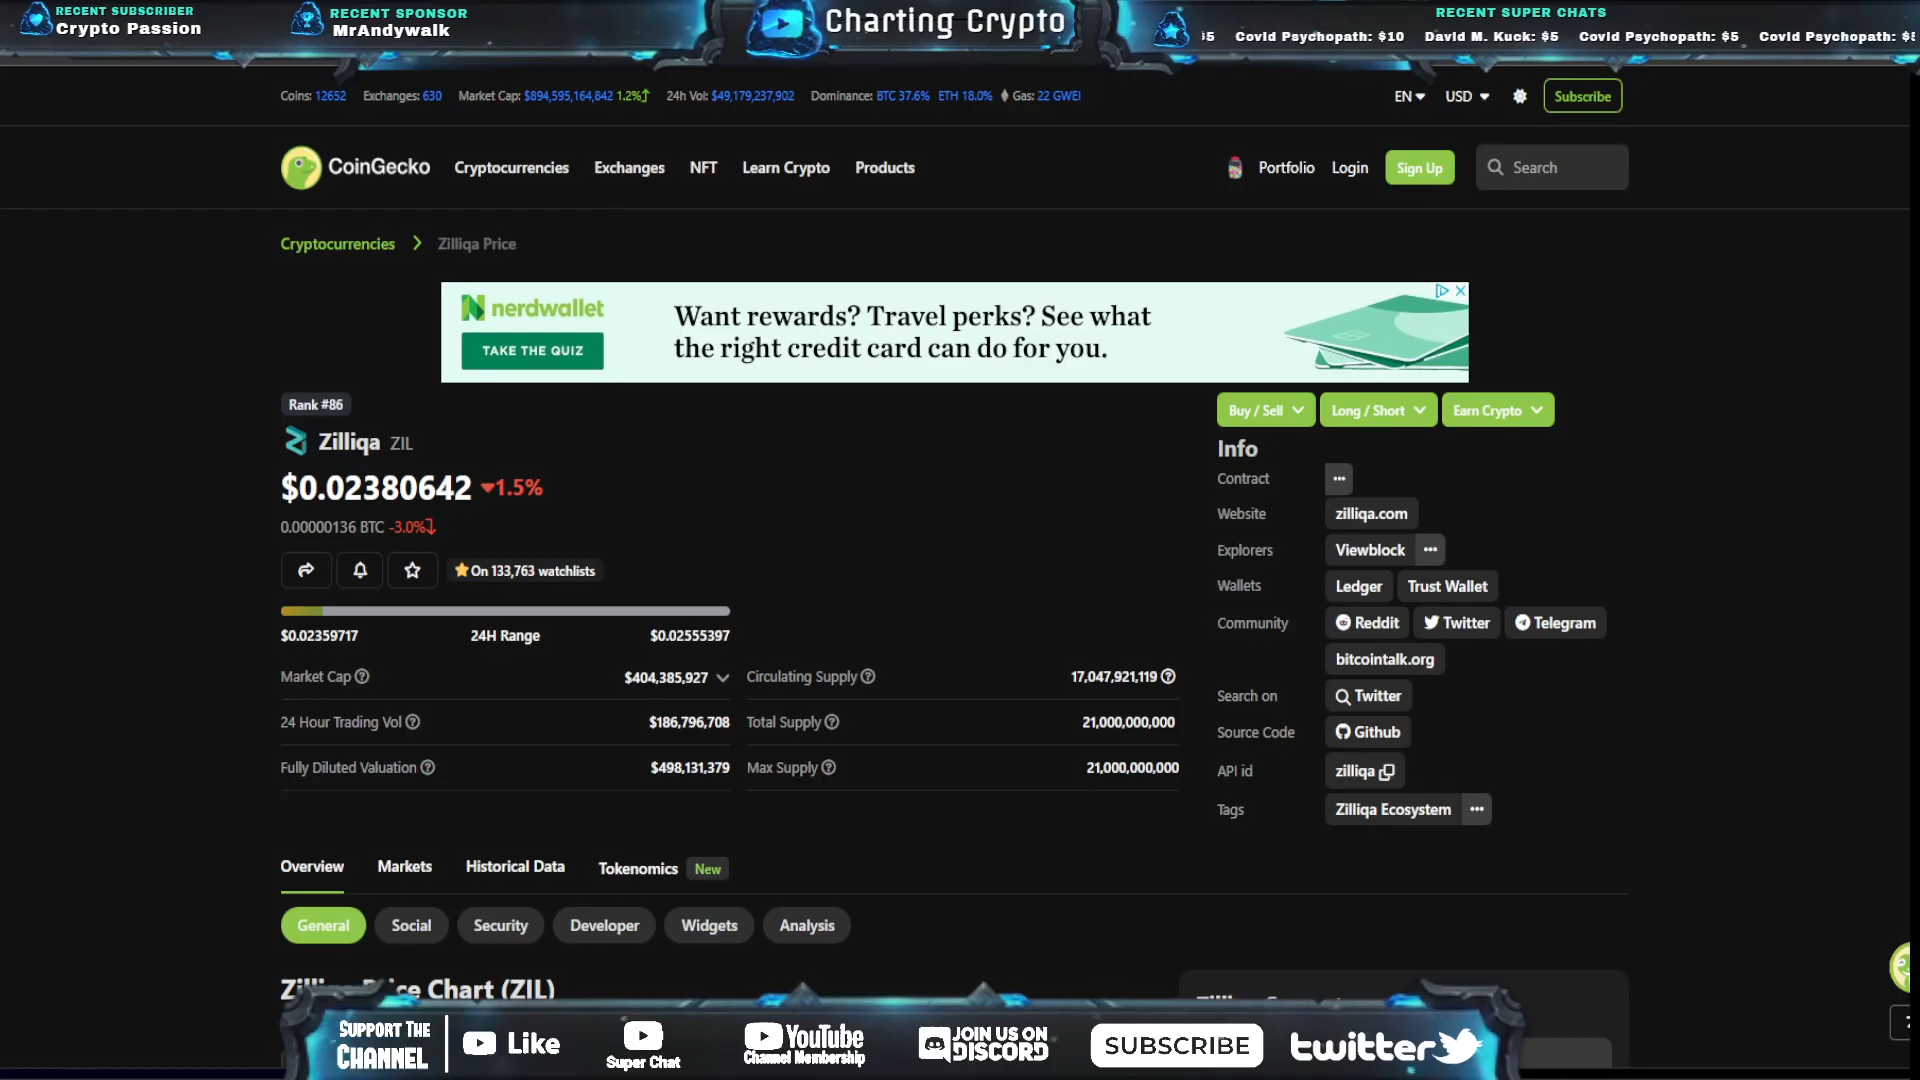 RECENT SUBSCRIBER
Crypto Passion
RECENT SPONSOR
MrAndywalk
Charting Crypto
RECENT SUPER CHATS
Covid Psychopath: $10 David M. Kuck: $5 Covid Psychopath: $5 Covid Psychopath:
Coins: 12652 Exchanges: 630 Market Cap: $894,595,164,842 1.2% 24h Vol: $49,179,237,902 Dominance: BTC 37.6% ETH 18.0% Gas: 22 GWEI
EN USD Subscribe
CoinGecko Cryptocurrencies Exchanges NFT Learn Crypto Products
Portfolio Login Sign Up Search
Cryptocurrencies > Zilliqa Price
nerdwallet
TAKE THE QUIZ
Want rewards? Travel perks? See what
the right credit card can do for you.
Rank #86
Zilliqa ZIL
$0.02380642 1.5%
0.00000136 BTC -3.0%
On 133,763 watchlists
$0.02359717 24H Range $0.02555397
Market Cap $404,385,927
Circulating Supply 17,047,921,119
24 Hour Trading Vol $186,796,708
Total Supply 21,000,000,000
Fully Diluted Valuation $498,131,379
Max Supply 21,000,000,000
Buy / Sell Long / Short Earn Crypto
Info
Contract ...
Website zilliqa.com
Explorers Viewblock ...
Wallets Ledger Trust Wallet
Community Reddit Twitter Telegram
bitcointalk.org
Search on Twitter
Source Code Github
API id zilliqa
Tags Zilliqa Ecosystem ...
Overview Markets Historical Data Tokenomics New
General Social Security Developer Widgets Analysis
Chart (ZIL)
SUPPORT THE
CHANNEL
Like
Super Chat
YouTube
Channel Membership
JOIN US ON
DISCORD
SUBSCRIBE
twitter